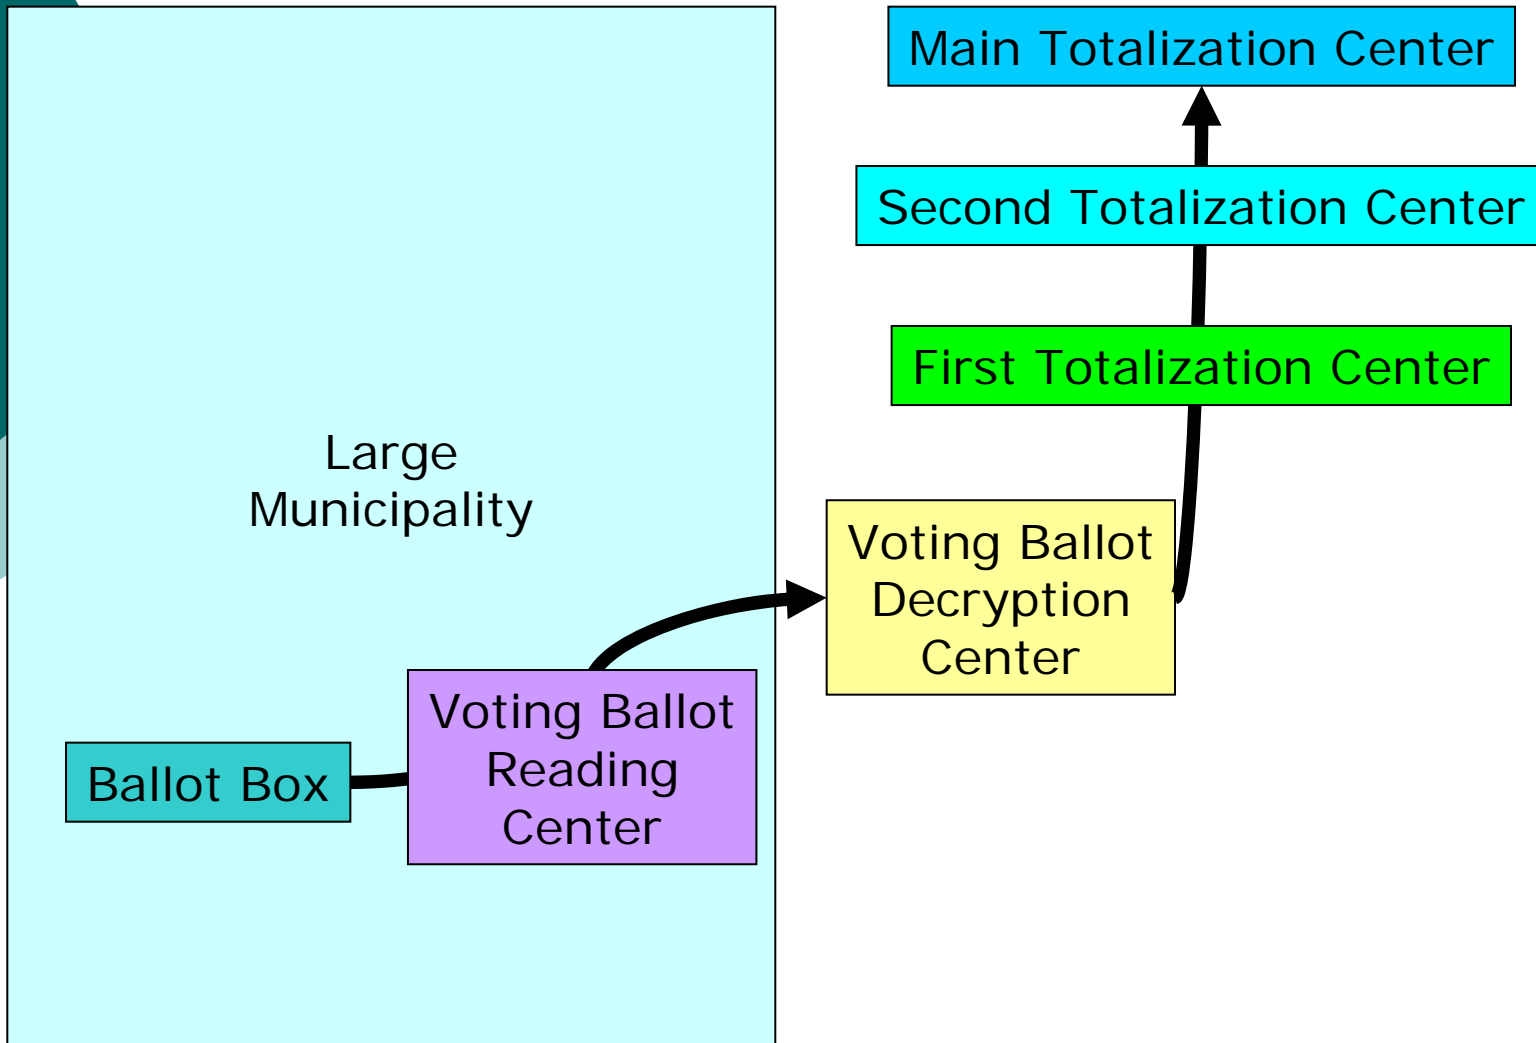 Main Totalization Center
Second Totalization Center
First Totalization Center
Large
Municipality
Voting Ballot
Decryption
Center
Voting Ballot
Reading
Center
Ballot Box